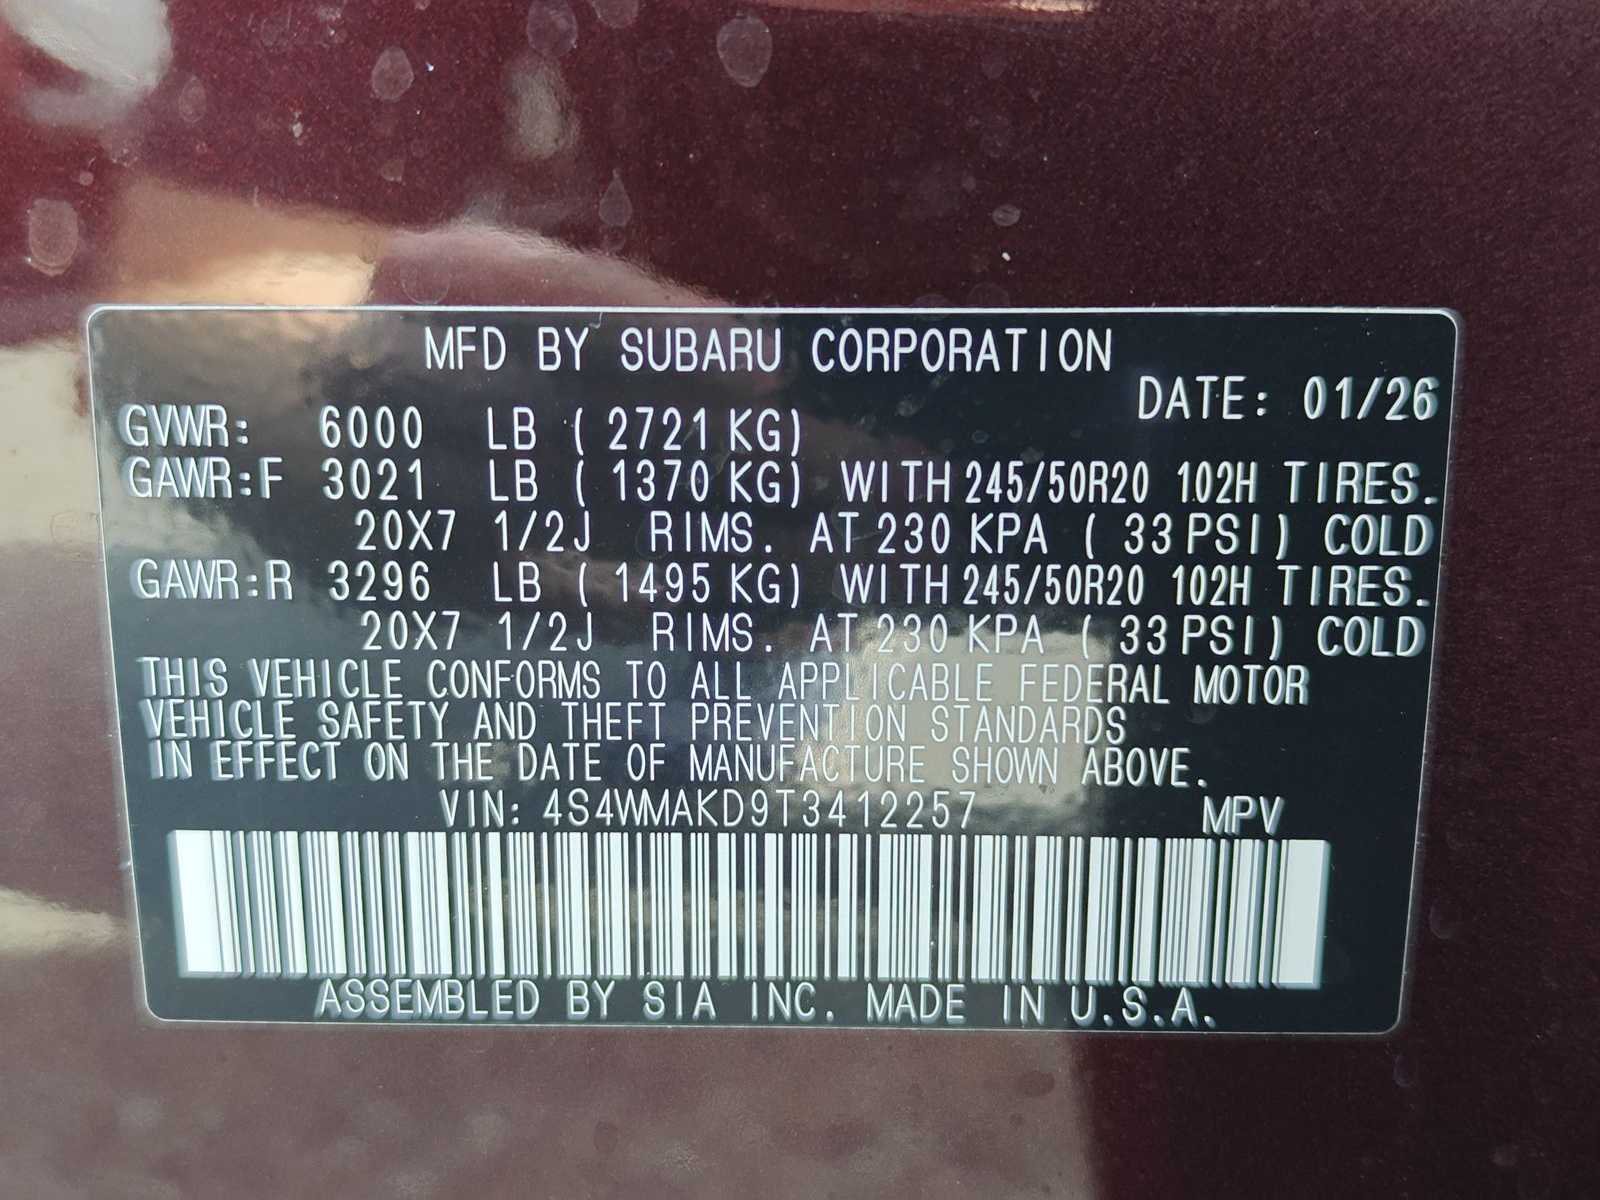 MFD BY SUBARU CORPORATION
DATE: 01/26
GVWR: 6000 LB ( 2721 KG)
GAWR:F 3021 LB ( 1370 KG) WITH 245/50R20 102H TIRES.
20X7 1/2J RIMS. AT 230 KPA ( 33 PSI) COLD
GAWR:R 3296 LB ( 1495 KG) WITH 245/50R20 102H TIRES.
20X7 1/2J RIMS. AT 230 KPA ( 33 PSI) COLD
THIS VEHICLE CONFORMS TO ALL APPLICABLE FEDERAL MOTOR
VEHICLE SAFETY AND THEFT PREVENTION STANDARDS
IN EFFECT ON THE DATE OF MANUFACTURE SHOWN ABOVE.
VIN: 4S4WMAKD9T3412257 MPV
ASSEMBLED BY SIA INC. MADE IN U.S.A.